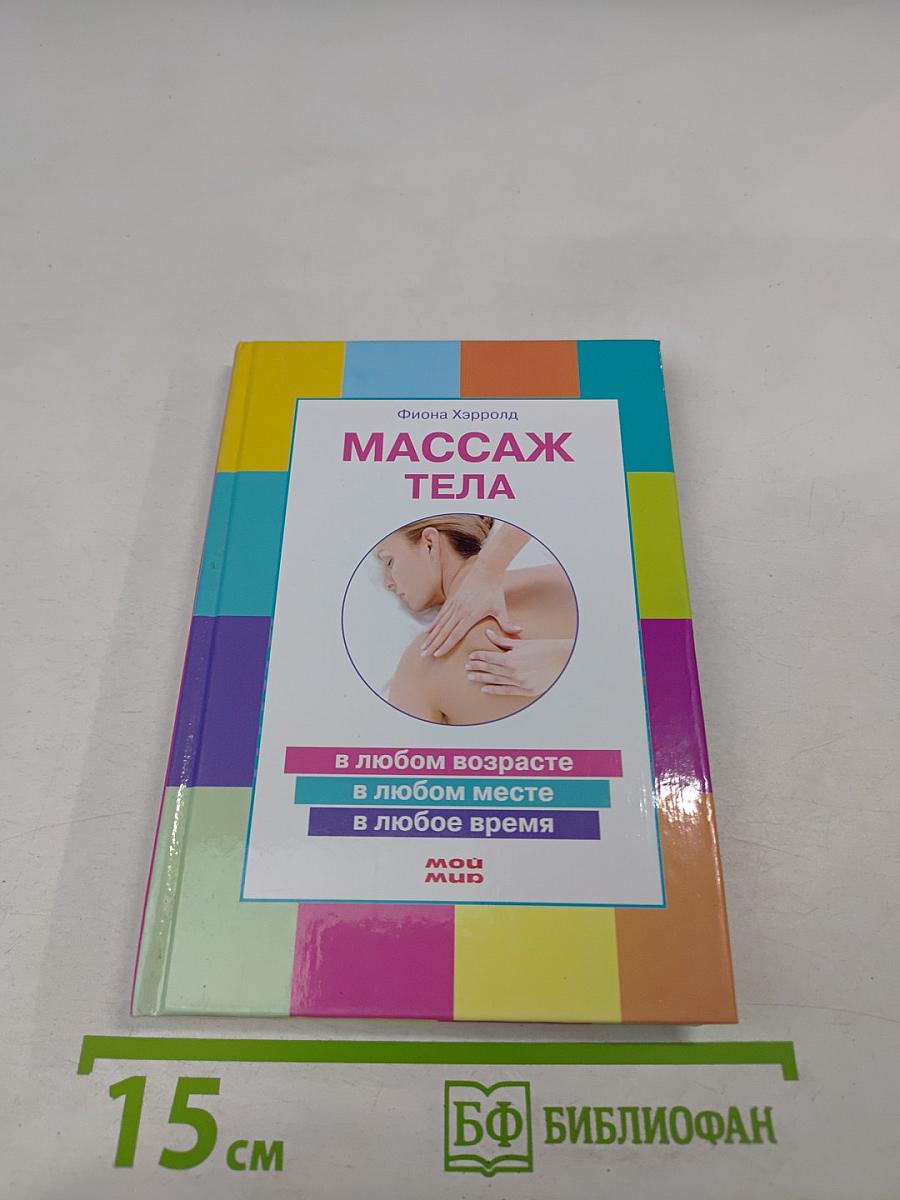 Фиона Хэрролд
МАССАЖ
ТЕЛА
в любом возрасте
в любом месте
в любое время
мой
мир
15 см
БФ БИБЛИОФАН